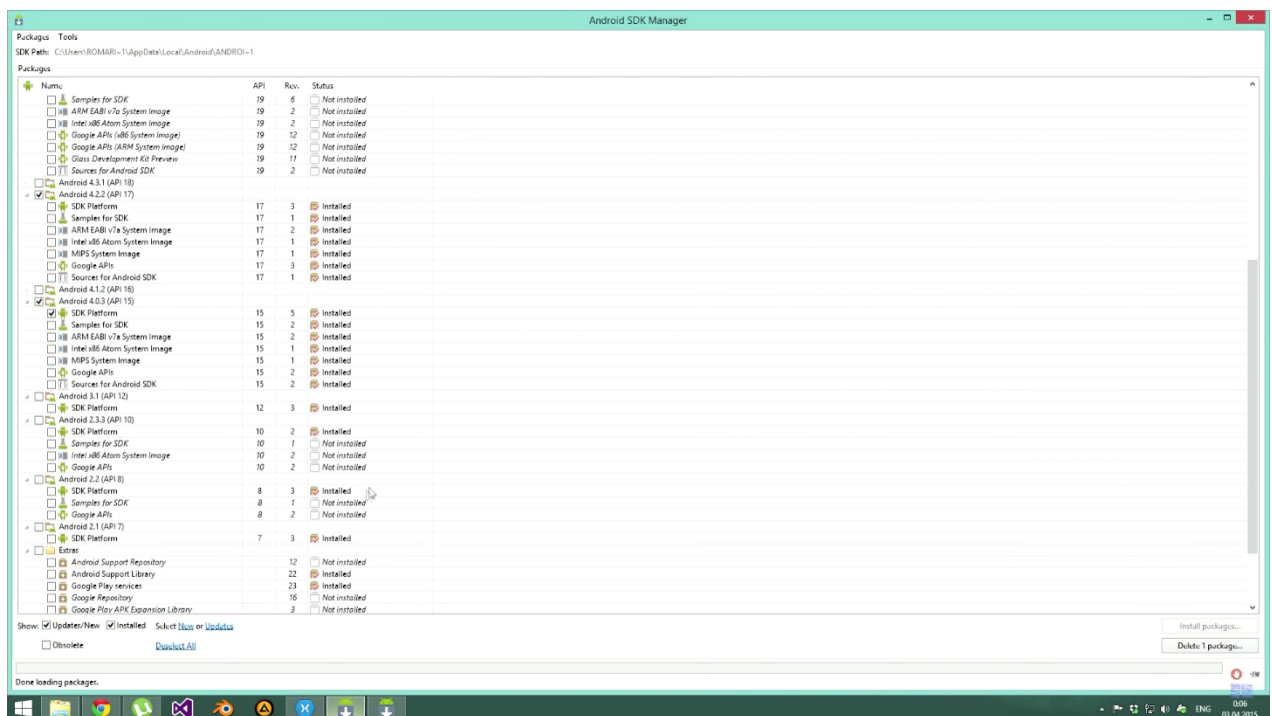 Android SDK Manager
Packages Tools
SDK Path: C:\Users\ROMARI~1\AppData\Local\Android\ANDROI~1
Packages
Name API Rev. Status
Samples for SDK 19 6 Not installed
ARM EABI v7a System Image 19 2 Not installed
Intel x86 Atom System Image 19 2 Not installed
Google APIs (x86 System Image) 19 12 Not installed
Google APIs (ARM System Image) 19 12 Not installed
Glass Development Kit Preview 19 11 Not installed
Sources for Android SDK 19 2 Not installed
Android 4.3.1 (API 18)
Android 4.2.2 (API 17)
SDK Platform 17 3 Installed
Samples for SDK 17 1 Installed
ARM EABI v7a System Image 17 2 Installed
Intel x86 Atom System Image 17 1 Installed
MIPS System Image 17 1 Installed
Google APIs 17 3 Installed
Sources for Android SDK 17 1 Installed
Android 4.1.2 (API 16)
Android 4.0.3 (API 15)
SDK Platform 15 5 Installed
Samples for SDK 15 2 Installed
ARM EABI v7a System Image 15 2 Installed
Intel x86 Atom System Image 15 1 Installed
MIPS System Image 15 1 Installed
Google APIs 15 2 Installed
Sources for Android SDK 15 2 Installed
Android 3.1 (API 12)
SDK Platform 12 3 Installed
Android 2.3.3 (API 10)
SDK Platform 10 2 Installed
Samples for SDK 10 1 Not installed
Intel x86 Atom System Image 10 2 Not installed
Google APIs 10 2 Not installed
Android 2.2 (API 8)
SDK Platform 8 3 Installed
Samples for SDK 8 1 Not installed
Google APIs 8 2 Not installed
Android 2.1 (API 7)
SDK Platform 7 3 Installed
Extras
Android Support Repository 12 Not installed
Android Support Library 22 Installed
Google Play services 23 Installed
Google Repository 16 Not installed
Google Play APK Expansion Library 3 Not installed
Show: Updates/New Installed Select New or Updates Install packages...
Obsolete Deselect All Delete 1 package...
Done loading packages.
ENG 0:06
03.04.2015